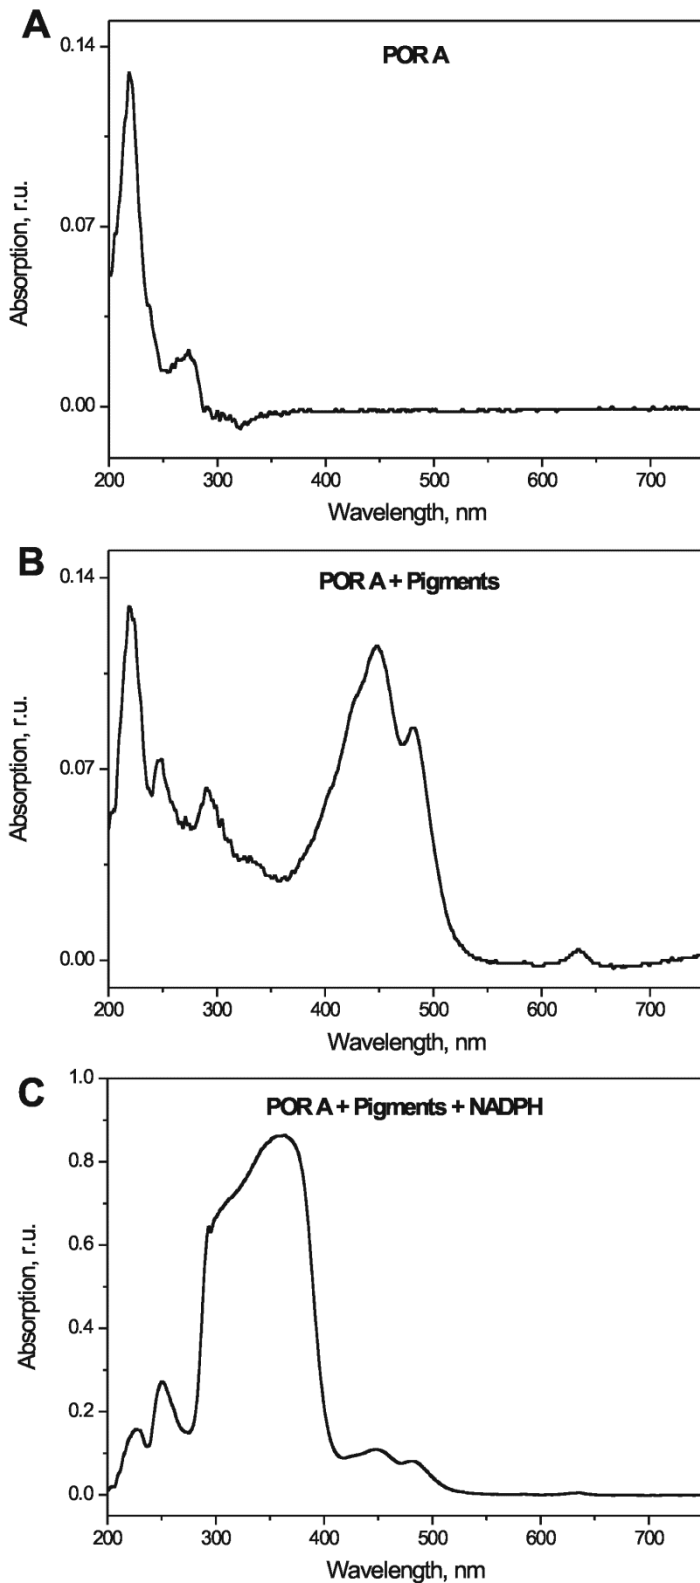 A
POR A
0.14
0.07
0.00
Absorption, r.u.
200 300 400 500 600 700
Wavelength, nm
B
POR A + Pigments
0.14
0.07
0.00
Absorption, r.u.
200 300 400 500 600 700
Wavelength, nm
C
POR A + Pigments + NADPH
1.0
0.8
0.6
0.4
0.2
0.0
Absorption, r.u.
200 300 400 500 600 700
Wavelength, nm